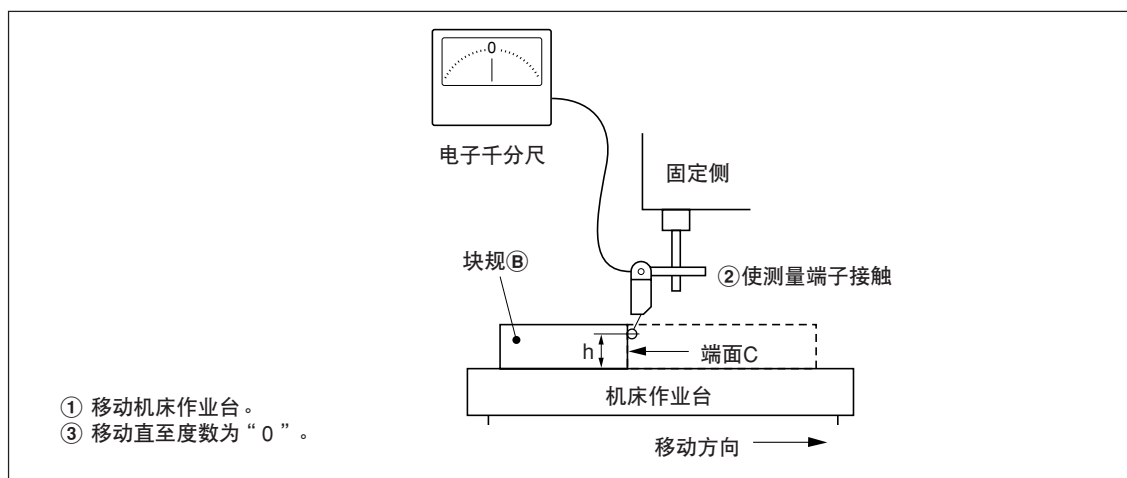 0
电子千分尺
固定侧
块规Ⓑ
②使测量端子接触
h
端面C
机床作业台
① 移动机床作业台。
③ 移动直至度数为“0”。
移动方向